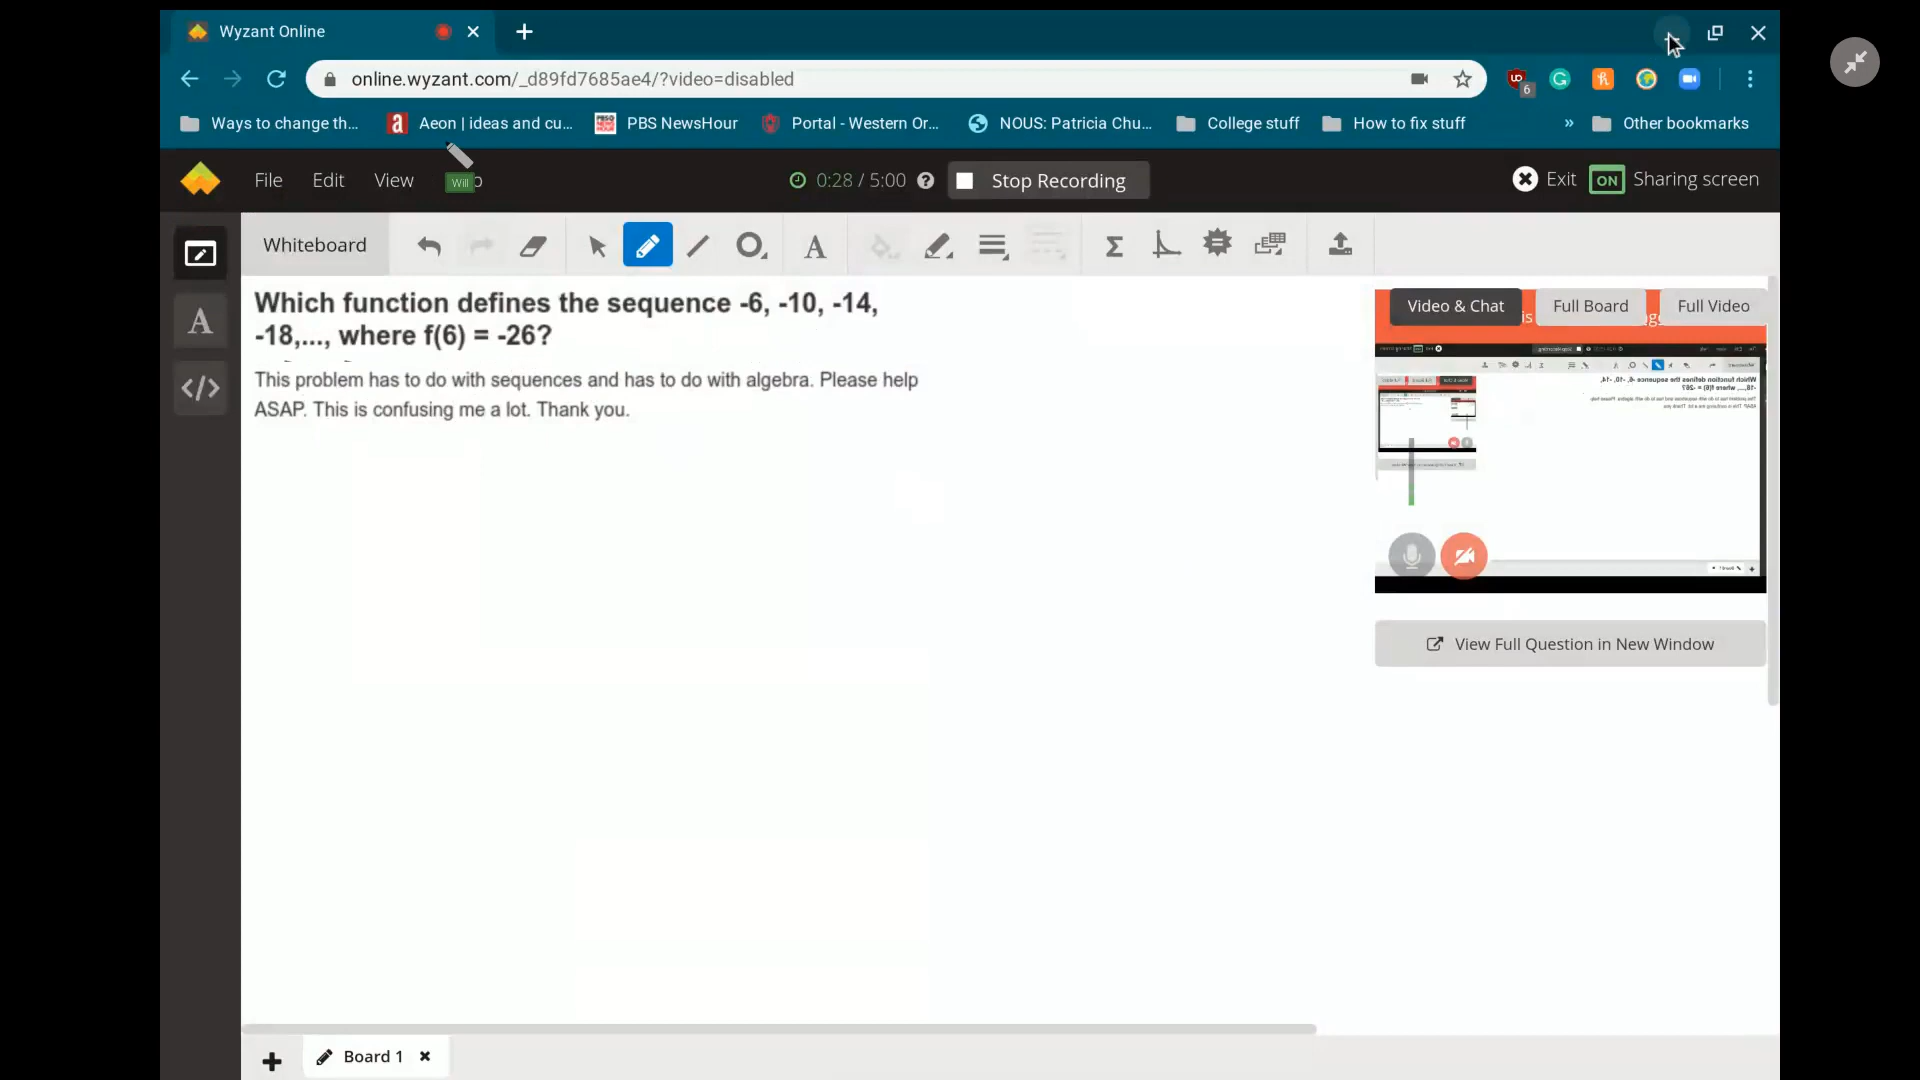 Wyzant Online
online.wyzant.com/_d89fd7685ae4/?video=disabled
6
Ways to change th...
Aeon | ideas and cu...
PBS NewsHour
Portal - Western Or...
NOUS: Patricia Chu...
College stuff
How to fix stuff
»
Other bookmarks
File
Edit
View
Will
0:28 / 5:00
Stop Recording
Exit
ON
Sharing screen
Whiteboard
Which function defines the sequence -6, -10, -14,
-18,..., where f(6) = -26?
This problem has to do with sequences and has to do with algebra. Please help
ASAP. This is confusing me a lot. Thank you.
Video & Chat
Full Board
Full Video
View Full Question in New Window
Board 1